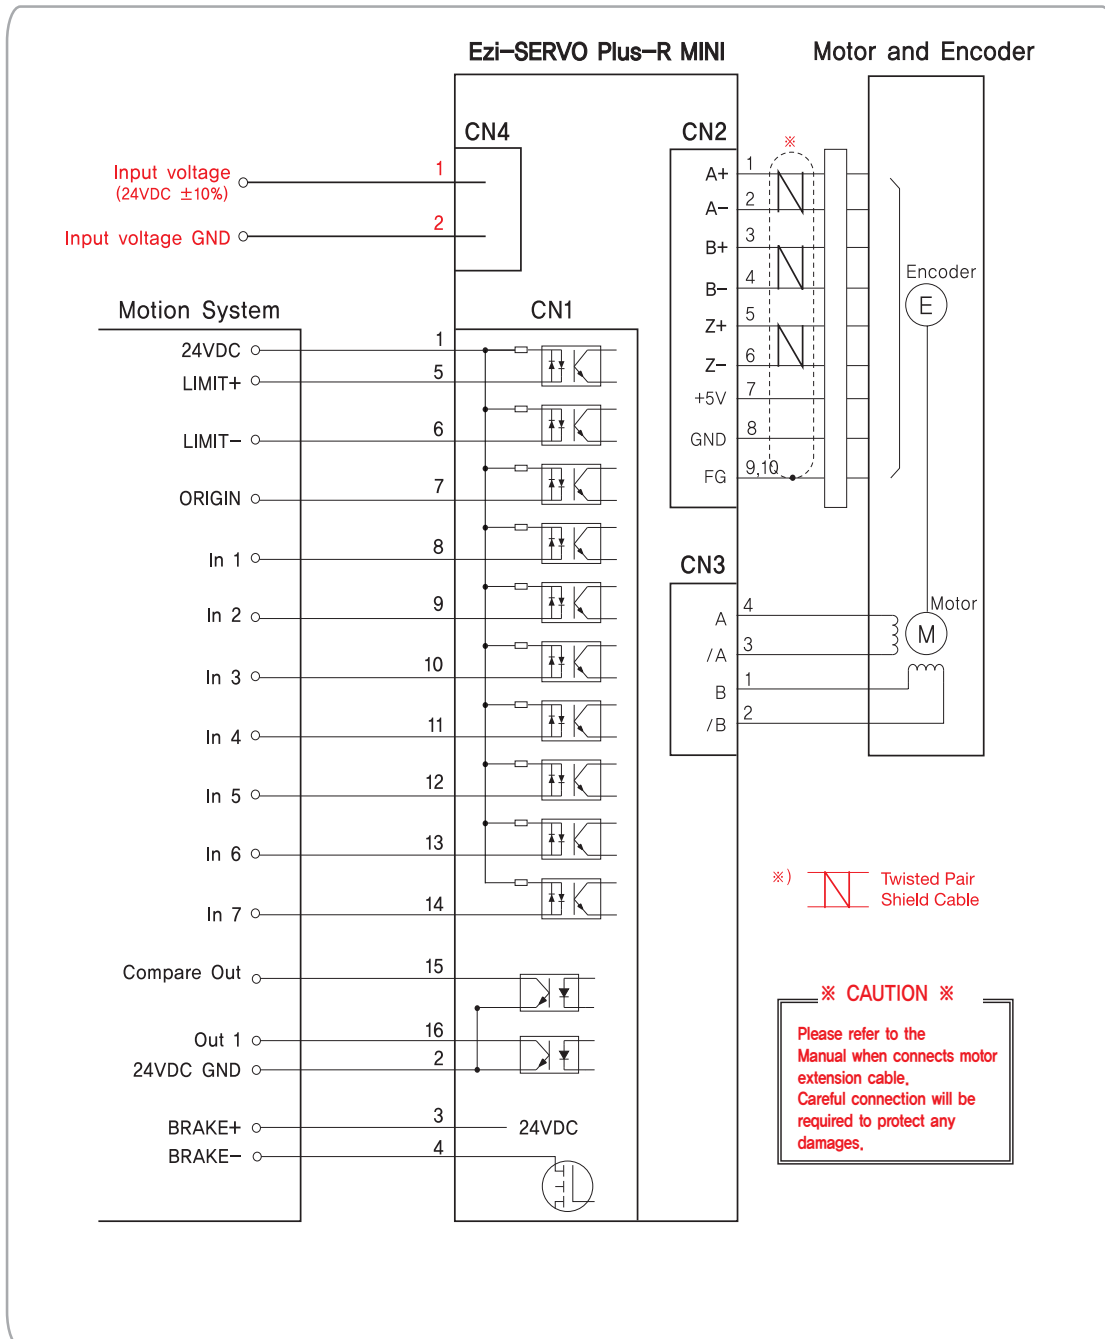 Ezi-SERVO Plus-R MINI
Motor and Encoder
CN4
Input voltage
(24VDC ±10%)
1
Input voltage GND
2
CN2
※
A+ 1
A- 2
B+ 3
B- 4
Z+ 5
Z- 6
+5V 7
GND 8
FG 9,10
Encoder
E
Motor
M
CN3
A 4
/A 3
B 1
/B 2
Motion System
CN1
24VDC 1
LIMIT+ 5
LIMIT- 6
ORIGIN 7
In 1 8
In 2 9
In 3 10
In 4 11
In 5 12
In 6 13
In 7 14
Compare Out 15
Out 1 16
24VDC GND 2
BRAKE+ 3 24VDC
BRAKE- 4
※) Twisted Pair
Shield Cable
※ CAUTION ※
Please refer to the
Manual when connects motor
extension cable.
Careful connection will be
required to protect any
damages.